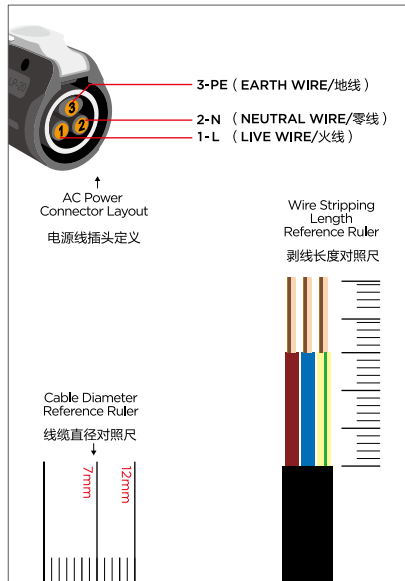 LP-20
3-PE ( EARTH WIRE/地线 )
3
2-N ( NEUTRAL WIRE/零线 )
2
1
1-L ( LIVE WIRE/火线 )
AC Power
Connector Layout
电源线插头定义
Wire Stripping
Length
Reference Ruler
剥线长度对照尺
Cable Diameter
Reference Ruler
线缆直径对照尺
7mm
12mm